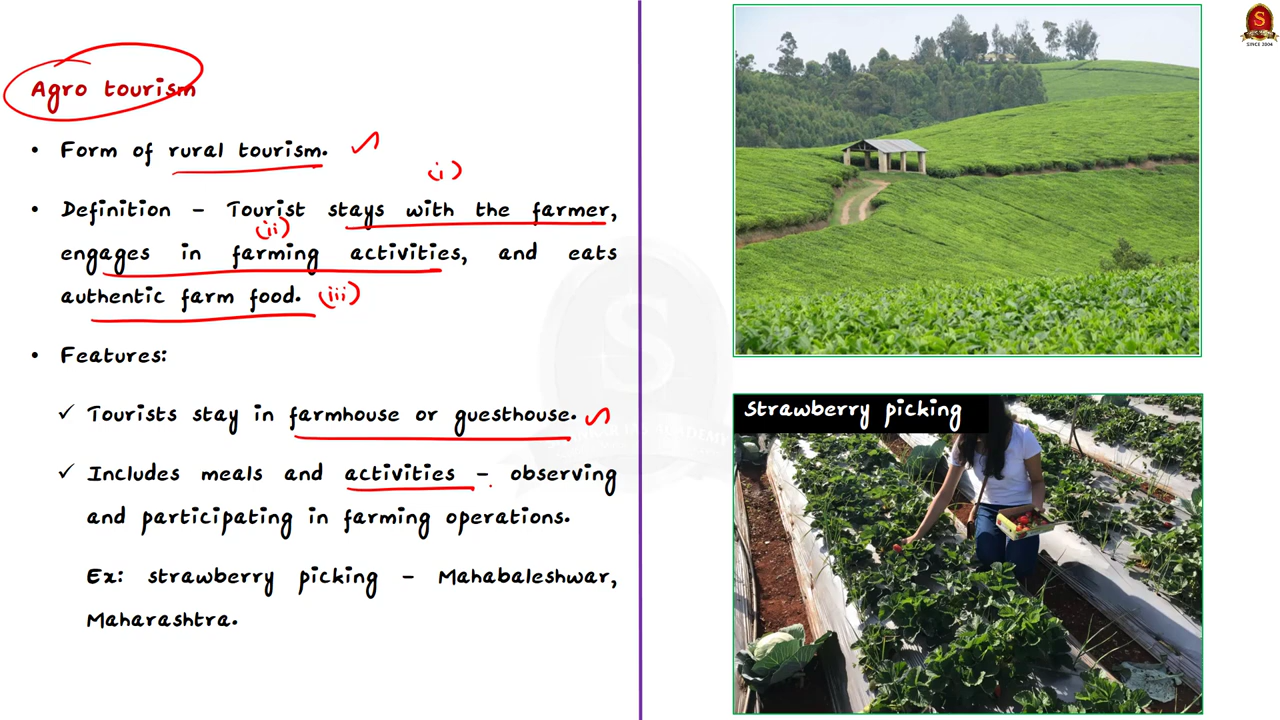 Agro tourism
• Form of rural tourism.
(i)
• Definition – Tourist stays with the farmer,
(ii)
engages in farming activities, and eats
authentic farm food. (iii)
• Features:
✓ Tourists stay in farmhouse or guesthouse.
✓ Includes meals and activities – observing
and participating in farming operations.
Ex: strawberry picking – Mahabaleshwar,
Maharashtra.
Strawberry picking
S
SINCE 2004
S